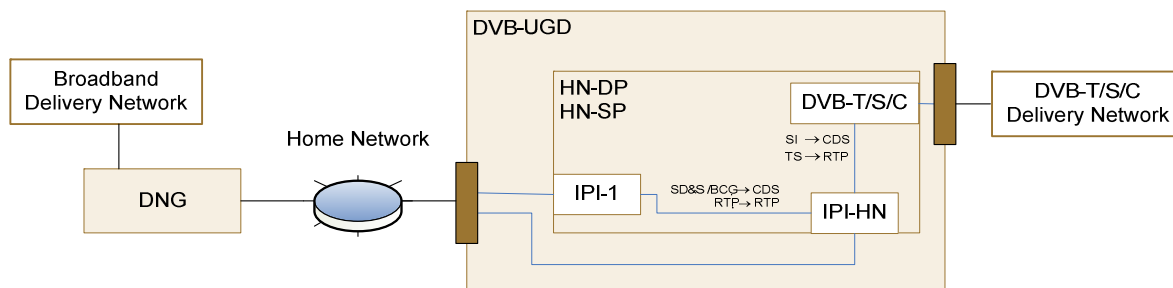 DVB-UGD
Broadband
Delivery Network
HN-DP
HN-SP
DVB-T/S/C
DVB-T/S/C
Delivery Network
Home Network
SI → CDS
TS → RTP
DNG
IPI-1
SD&S /BCG → CDS
RTP → RTP
IPI-HN